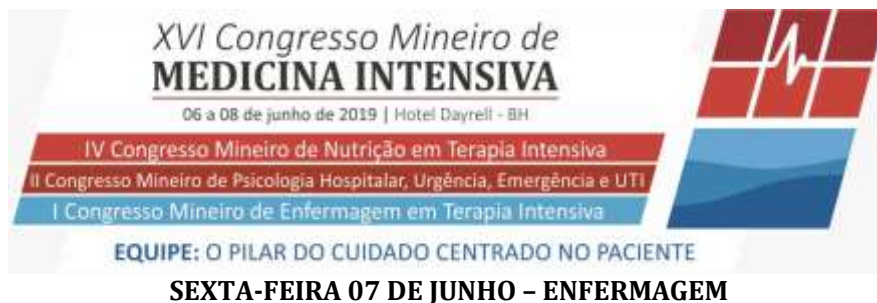 XVI Congresso Mineiro de
MEDICINA INTENSIVA
06 a 08 de junho de 2019 | Hotel Dayrell - BH
IV Congresso Mineiro de Nutrição em Terapia Intensiva
II Congresso Mineiro de Psicologia Hospitalar, Urgência, Emergência e UTI
I Congresso Mineiro de Enfermagem em Terapia Intensiva
EQUIPE: O PILAR DO CUIDADO CENTRADO NO PACIENTE
SEXTA-FEIRA 07 DE JUNHO – ENFERMAGEM